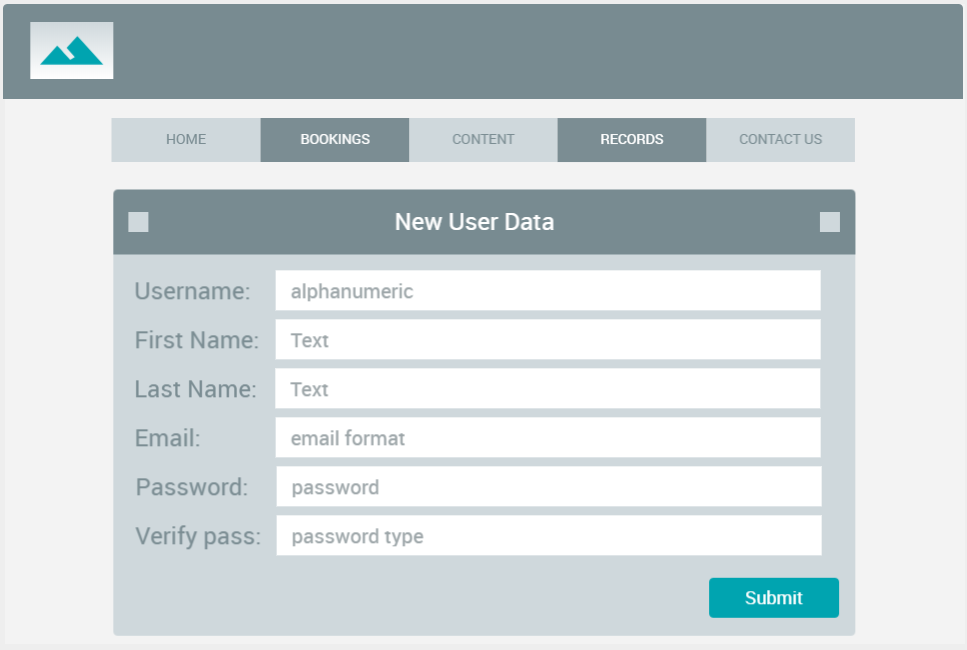 HOME BOOKINGS CONTENT RECORDS CONTACT US
New User Data
Username: alphanumeric
First Name: Text
Last Name: Text
Email: email format
Password: password
Verify pass: password type
Submit